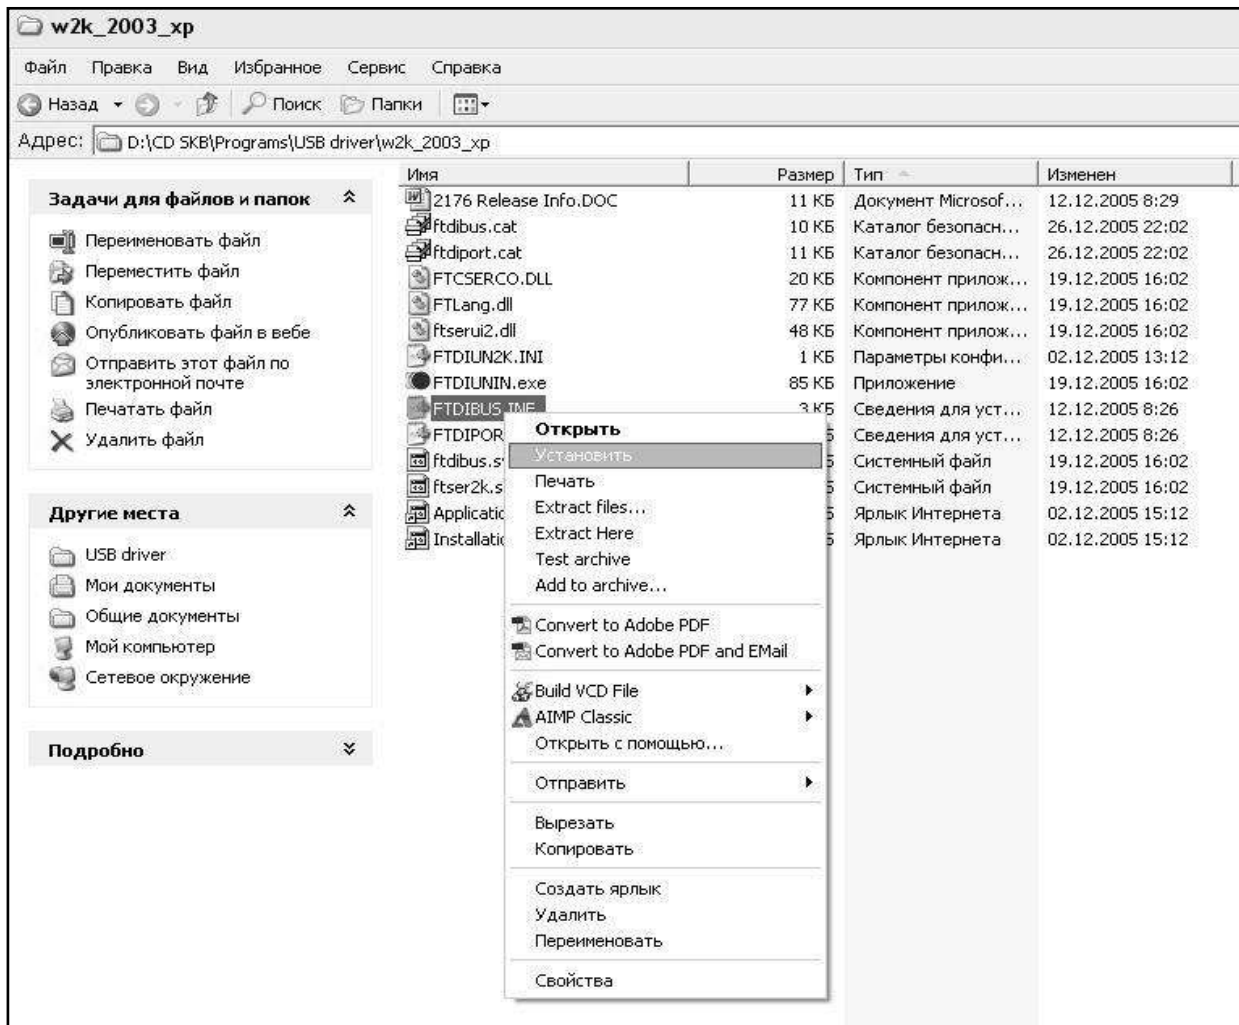 w2k_2003_xp
Файл Правка Вид Избранное Сервис Справка
Назад Поиск Папки
Адрес: D:\CD SKB\Programs\USB driver\w2k_2003_xp
Задачи для файлов и папок
Переименовать файл
Переместить файл
Копировать файл
Опубликовать файл в вебе
Отправить этот файл по
электронной почте
Печатать файл
Удалить файл
Другие места
USB driver
Мои документы
Общие документы
Мой компьютер
Сетевое окружение
Подробно
Имя Размер Тип Изменен
2176 Release Info.DOC 11 КБ Документ Microsof... 12.12.2005 8:29
ftdibus.cat 10 КБ Каталог безопасн... 26.12.2005 22:02
ftdiport.cat 11 КБ Каталог безопасн... 26.12.2005 22:02
FTCSERCO.DLL 20 КБ Компонент прилож... 19.12.2005 16:02
FTLang.dll 77 КБ Компонент прилож... 19.12.2005 16:02
ftserui2.dll 48 КБ Компонент прилож... 19.12.2005 16:02
FTDIUN2K.INI 1 КБ Параметры конфи... 02.12.2005 13:12
FTDIUNIN.exe 85 КБ Приложение 19.12.2005 16:02
FTDIBUS.INF 3 КБ Сведения для уст... 12.12.2005 8:26
FTDIPOR Сведения для уст... 12.12.2005 8:26
ftdibus.s Системный файл 19.12.2005 16:02
ftser2k.s Системный файл 19.12.2005 16:02
Applicatio Ярлык Интернета 02.12.2005 15:12
Installatio Ярлык Интернета 02.12.2005 15:12
Открыть
Установить
Печать
Extract files...
Extract Here
Test archive
Add to archive...
Convert to Adobe PDF
Convert to Adobe PDF and EMail
Build VCD File
AIMP Classic
Открыть с помощью...
Отправить
Вырезать
Копировать
Создать ярлык
Удалить
Переименовать
Свойства